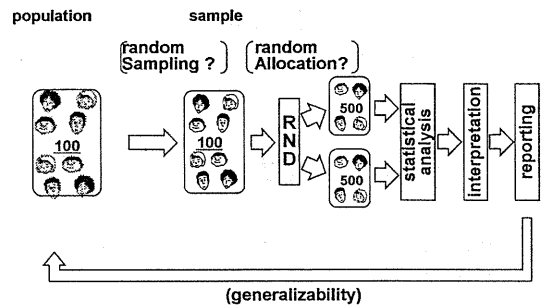 population
sample
random
Sampling ?
random
Allocation?
100
100
RND
500
500
statistical
analysis
interpretation
reporting
(generalizability)